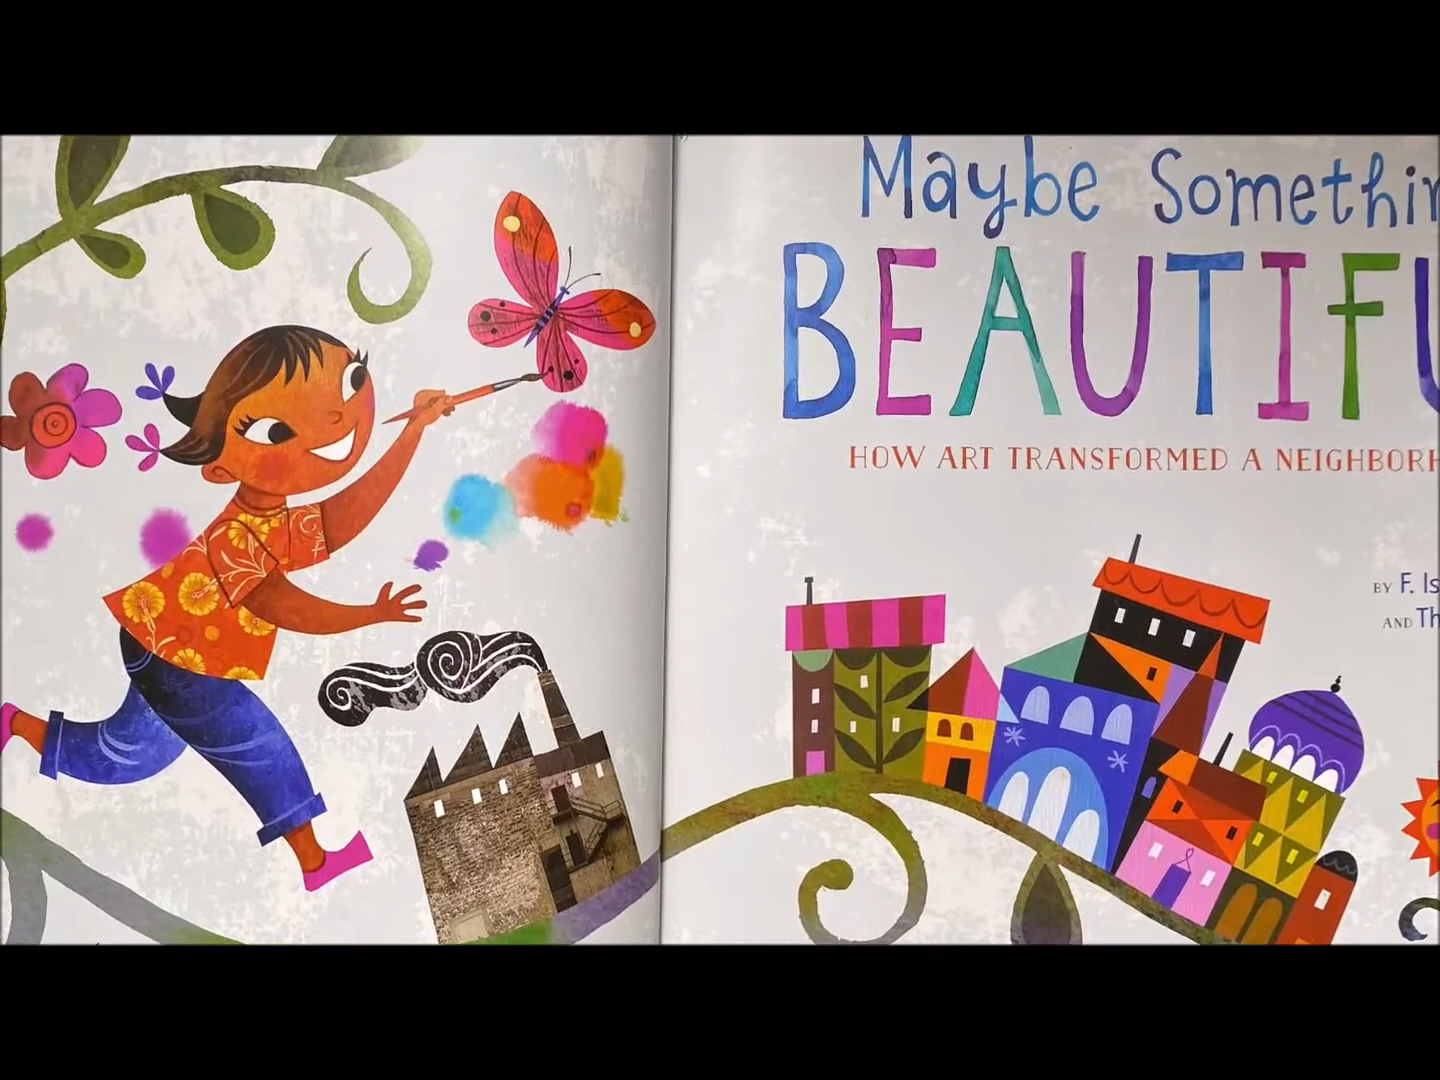 Maybe Somethin
BEAUTIFU
HOW ART TRANSFORMED A NEIGHBORH
BY F. Is
AND Th